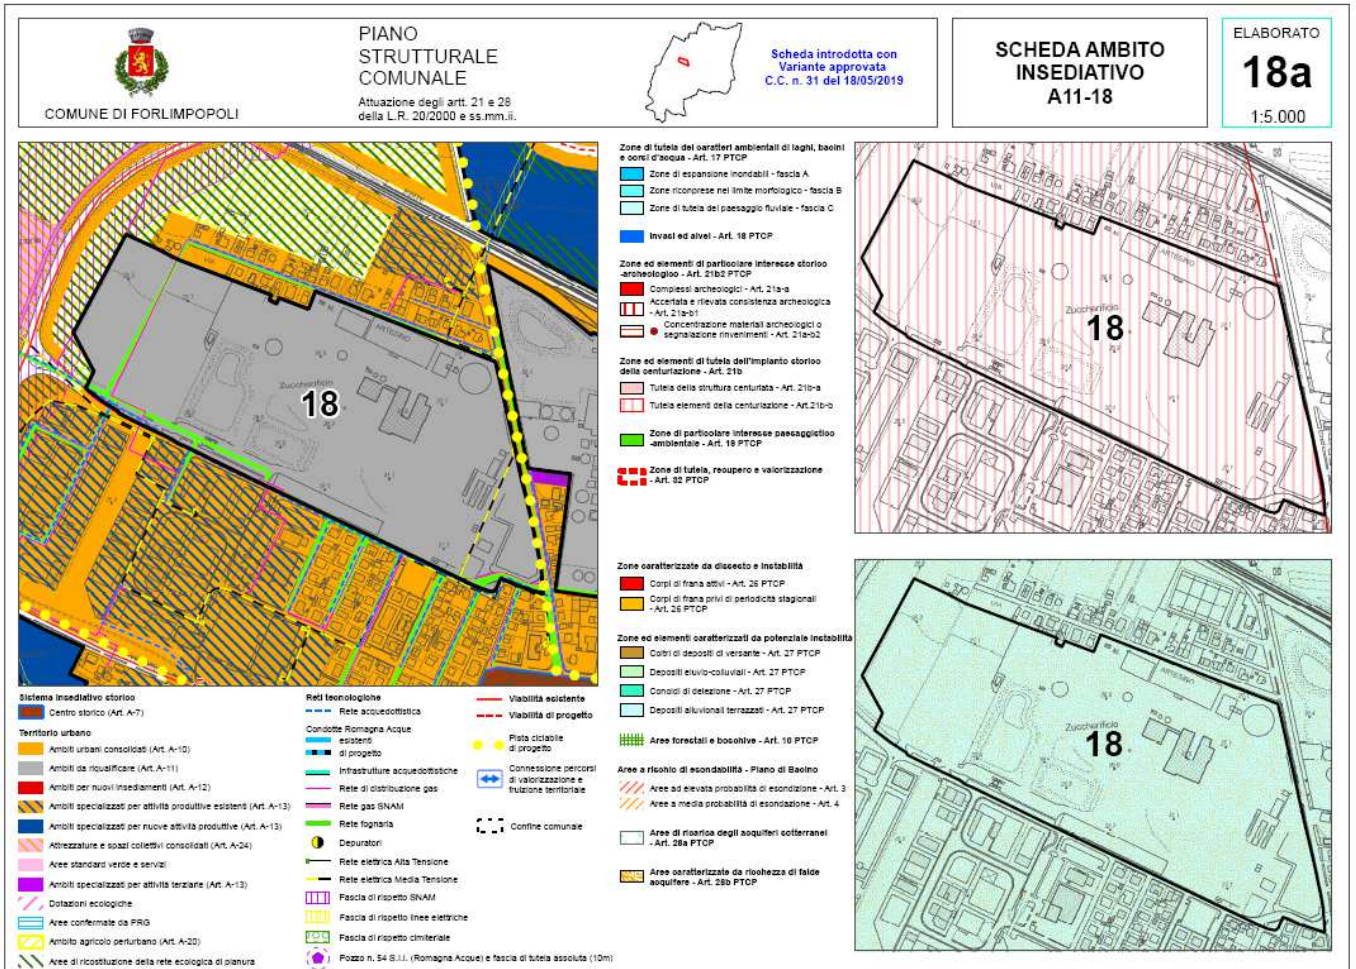 COMUNE DI FORLIMPOPOLI
PIANO
STRUTTURALE
COMUNALE
Attuazione degli artt. 21 e 28
della L.R. 20/2000 e ss.mm.ii.
Scheda introdotta con
Variante approvata
C.C. n. 31 del 18/05/2019
SCHEDA AMBITO
INSEDIATIVO
A11-18
ELABORATO
18a
1:5.000
VIA
ARTEGINO
Zuccherificio
18
Zone di tutela dei caratteri ambientali di laghi, bacini
e corsi d'acqua - Art. 17 PTCP
Zone di espansione inondabili - fascia A
Zone ricomprese nel limite morfologico - fascia B
Zone di tutela del paesaggio fluviale - fascia C
Invasi ed alvei - Art. 18 PTCP
Zone ed elementi di particolare interesse storico
-archeologico - Art. 21b2 PTCP
Complessi archeologici - Art. 21a-a
Accertata e rilevata consistenza archeologica
- Art. 21a-b1
Concentrazione materiali archeologici o
segnalazione rinvenimenti - Art. 21a-b2
Zone ed elementi di tutela dell'impianto storico
della centuriazione - Art. 21b
Tutela della struttura centuriata - Art. 21b-a
Tutela elementi della centuriazione - Art.21b-b
Zone di particolare interesse paesaggistico
-ambientale - Art. 19 PTCP
Zone di tutela, recupero e valorizzazione
- Art. 32 PTCP
VIA
ARTEGINO
Zuccherificio
18
Zone caratterizzate da dissesto e instabilità
Corpi di frana attivi - Art. 26 PTCP
Corpi di frana privi di periodicità stagionali
- Art. 26 PTCP
Zone ed elementi caratterizzati da potenziale instabilità
Coltri di depositi di versante - Art. 27 PTCP
Depositi eluvio-colluviali - Art. 27 PTCP
Conoidi di deiezione - Art. 27 PTCP
Depositi alluvionali terrazzati - Art. 27 PTCP
Aree forestali e boschive - Art. 10 PTCP
Aree a rischio di esondabilità - Piano di Bacino
Aree ad elevata probabilità di esondizione - Art. 3
Aree a media probabilità di esondazione - Art. 4
Aree di ricarica degli acquiferi sotterranei
- Art. 28a PTCP
Aree caratterizzate da ricchezza di falde
acquifere - Art. 28b PTCP
VIA
ARTEGINO
Zuccherificio
18
Sistema insediativo storico
Centro storico (Art. A-7)
Territorio urbano
Ambiti urbani consolidati (Art. A-10)
Ambiti da riqualificare (Art. A-11)
Ambiti per nuovi insediamenti (Art. A-12)
Ambiti specializzati per attività produttive esistenti (Art. A-13)
Ambiti specializzati per nuove attività produttive (Art. A-13)
Attrezzature e spazi collettivi consolidati (Art. A-24)
Aree standard verde e servizi
Ambiti specializzati per attività terziarie (Art. A-13)
Dotazioni ecologiche
Aree confermate da PRG
Ambito agricolo periurbano (Art. A-20)
Aree di ricostituzione della rete ecologica di pianura
Reti tecnologiche
Rete acquedottistica
Condotte Romagna Acque
esistenti
di progetto
Infrastrutture acquedottistiche
Rete di distribuzione gas
Rete gas SNAM
Rete fognaria
Depuratori
Rete elettrica Alta Tensione
Rete elettrica Media Tensione
Fascia di rispetto SNAM
Fascia di rispetto linee elettriche
Fascia di rispetto cimiteriale
Pozzo n. 54 S.I.I. (Romagna Acque) e fascia di tutela assoluta (10m)
Viabilità esistente
Viabilità di progetto
Pista ciclabile
di progetto
Connessione percorsi
di valorizzazione e
fruizione territoriale
Confine comunale